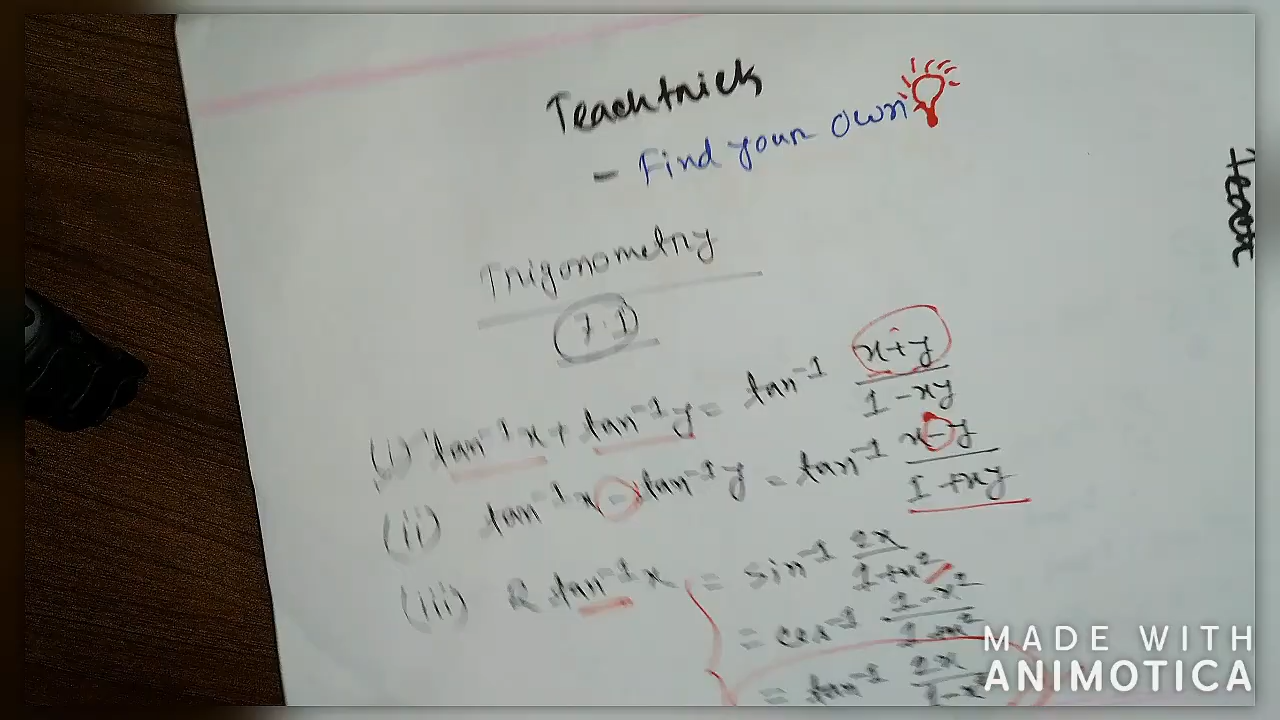 Teachtrick
- Find your own
Trigonometry
7.1
(i) tan⁻¹x + tan⁻¹y = tan⁻¹ (x+y)/(1-xy)
(ii) tan⁻¹x - tan⁻¹y = tan⁻¹ (x-y)/(1+xy)
(iii) 2 tan⁻¹x = sin⁻¹ 2x/(1+x²)
= cos⁻¹ (1-x²)/(1+x²)
= tan⁻¹ 2x/(1-x
MADE WITH
ANIMOTICA